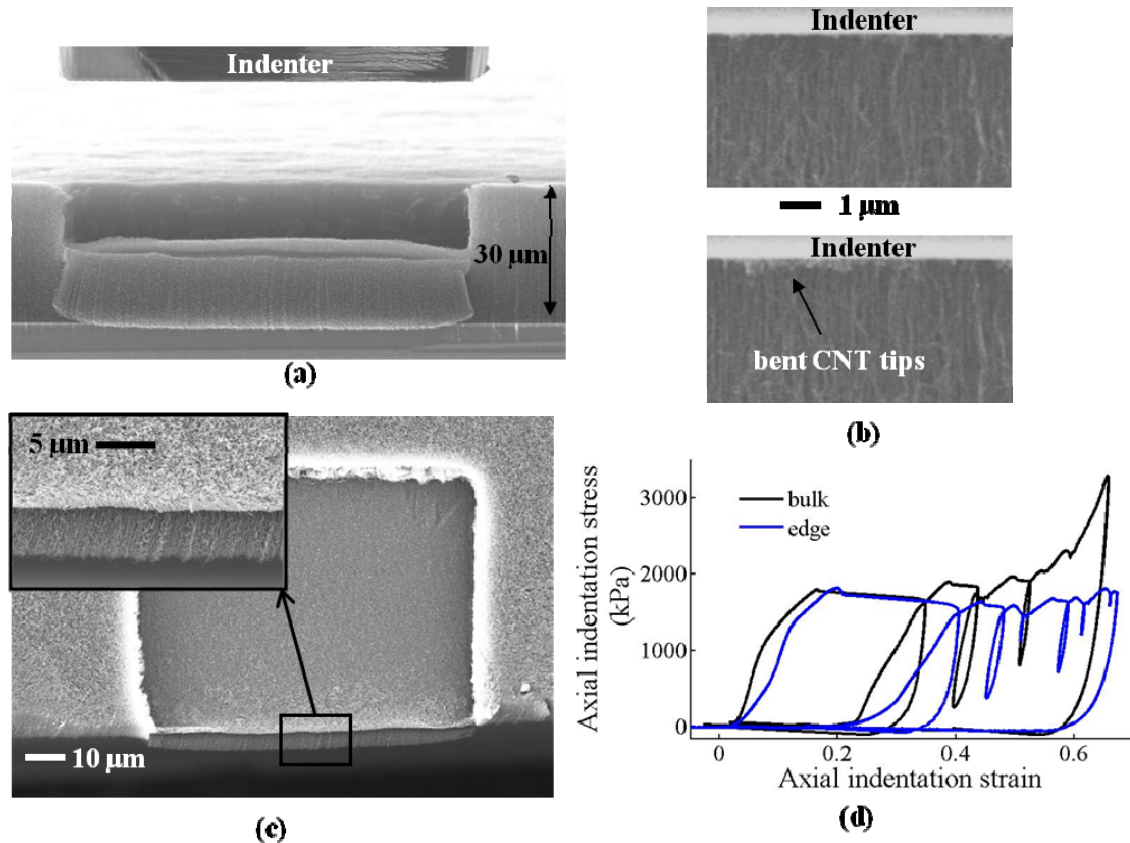 Indenter
30 μm
(a)
Indenter
1 μm
Indenter
bent CNT tips
(b)
5 μm
10 μm
(c)
bulk
edge
Axial indentation stress
(kPa)
3000
2000
1000
0
0
0.2
0.4
0.6
Axial indentation strain
(d)